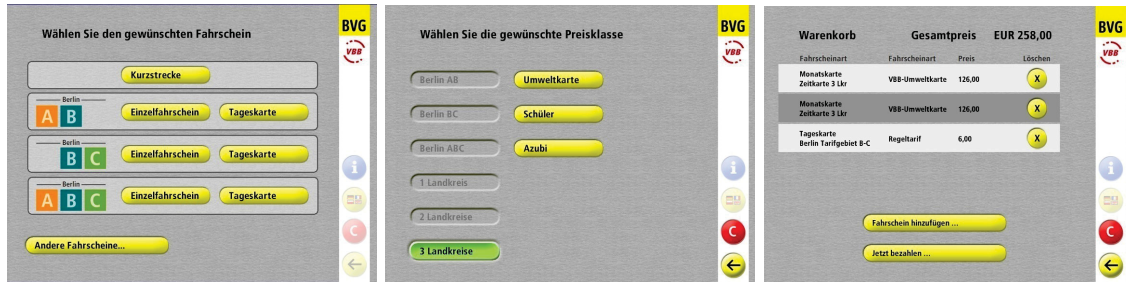 Wählen Sie den gewünschten Fahrschein
BVG
VBB
Kurzstrecke
Berlin
A B
Einzelfahrschein
Tageskarte
Berlin
B C
Einzelfahrschein
Tageskarte
Berlin
A B C
Einzelfahrschein
Tageskarte
Andere Fahrscheine...
i
C
Wählen Sie die gewünschte Preisklasse
BVG
VBB
Berlin AB
Umweltkarte
Berlin BC
Schüler
Berlin ABC
Azubi
1 Landkreis
2 Landkreise
3 Landkreise
i
C
Warenkorb Gesamtpreis EUR 258,00
BVG
VBB
Fahrscheinart Fahrscheinart Preis Löschen
Monatskarte
Zeitkarte 3 Lkr
VBB-Umweltkarte 126,00 X
Monatskarte
Zeitkarte 3 Lkr
VBB-Umweltkarte 126,00 X
Tageskarte
Berlin Tarifgebiet B-C
Regeltarif 6,00 X
Fahrschein hinzufügen ...
Jetzt bezahlen ...
i
C